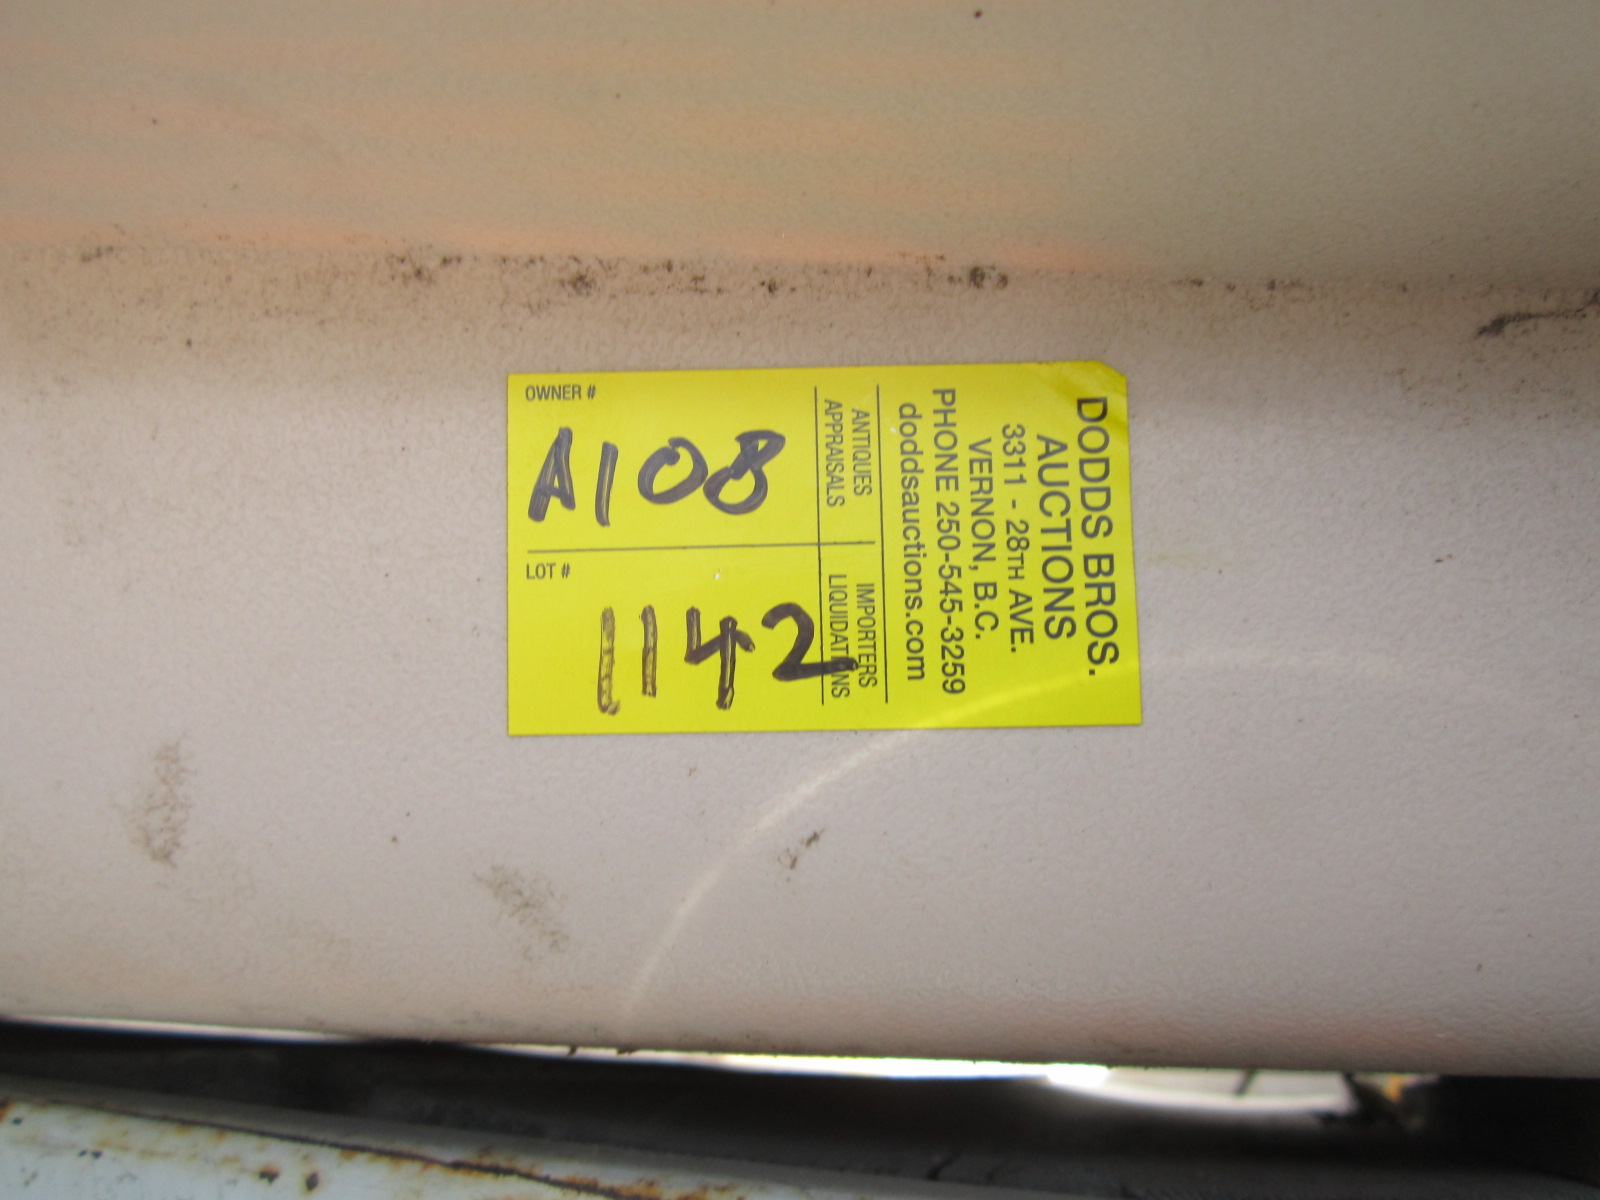 DODDS BROS.
AUCTIONS
3311 - 28TH AVE.
VERNON, B.C.
PHONE 250-545-3259
doddsauctions.com
ANTIQUES
APPRAISALS
IMPORTERS
LIQUIDATIONS
OWNER #
A108
LOT #
1142